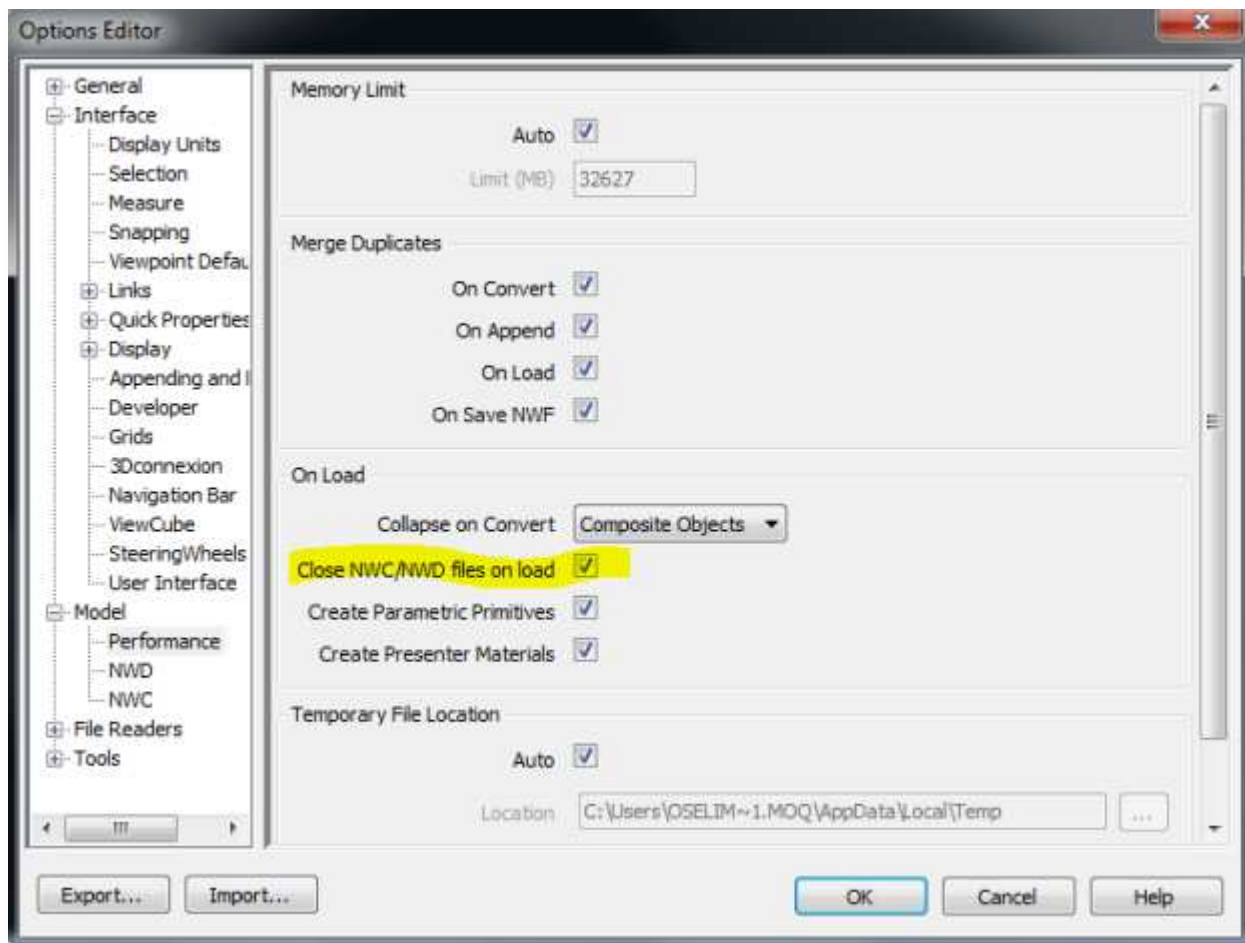 Options Editor
General
Interface
Display Units
Selection
Measure
Snapping
Viewpoint Defau
Links
Quick Properties
Display
Appending and I
Developer
Grids
3Dconnexion
Navigation Bar
ViewCube
SteeringWheels
User Interface
Model
Performance
NWD
NWC
File Readers
Tools
Memory Limit
Auto
Limit (MB) 32627
Merge Duplicates
On Convert
On Append
On Load
On Save NWF
On Load
Collapse on Convert Composite Objects
Close NWC/NWD files on load
Create Parametric Primitives
Create Presenter Materials
Temporary File Location
Auto
Location C:\Users\OSELIM~1.MOQ\AppData\Local\Temp ...
Export... Import... OK Cancel Help